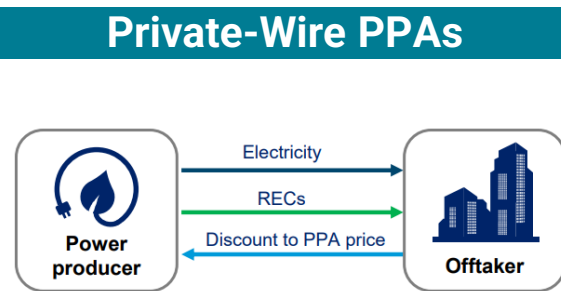 Private-Wire PPAs
Electricity
RECs
Discount to PPA price
Power
producer
Offtaker